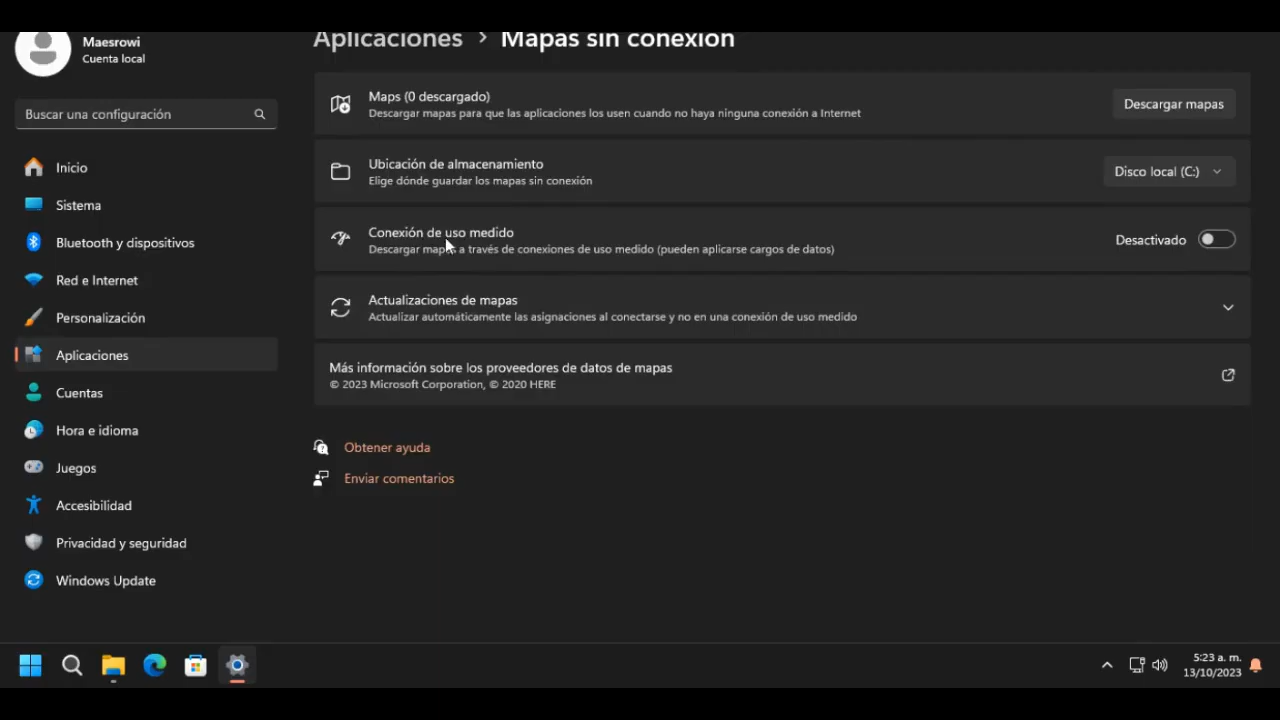 Maesrowi
Cuenta local
Buscar una configuración
Inicio
Sistema
Bluetooth y dispositivos
Red e Internet
Personalización
Aplicaciones
Cuentas
Hora e idioma
Juegos
Accesibilidad
Privacidad y seguridad
Windows Update
Aplicaciones > Mapas sin conexión
Maps (0 descargado)
Descargar mapas para que las aplicaciones los usen cuando no haya ninguna conexión a Internet
Descargar mapas
Ubicación de almacenamiento
Elige dónde guardar los mapas sin conexión
Disco local (C:)
Conexión de uso medido
Descargar mapas a través de conexiones de uso medido (pueden aplicarse cargos de datos)
Desactivado
Actualizaciones de mapas
Actualizar automáticamente las asignaciones al conectarse y no en una conexión de uso medido
Más información sobre los proveedores de datos de mapas
© 2023 Microsoft Corporation, © 2020 HERE
Obtener ayuda
Enviar comentarios
5:23 a. m.
13/10/2023